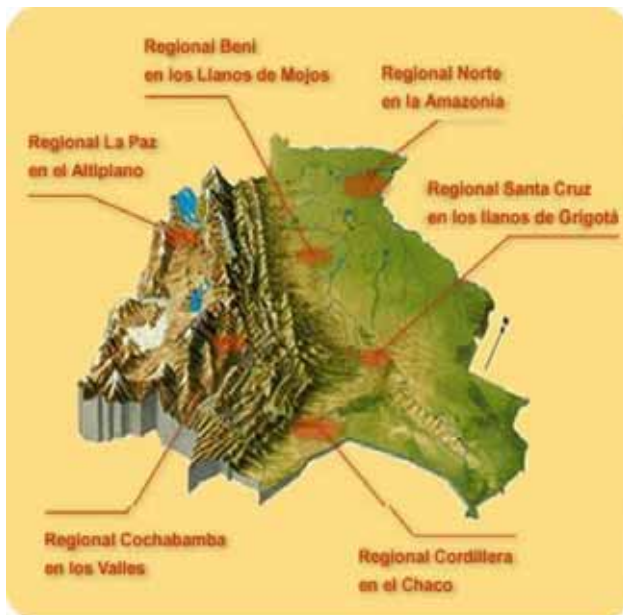 Regional Beni
en los Llanos de Mojos
Regional Norte
en la Amazonia
Regional La Paz
en el Altiplano
Regional Santa Cruz
en los llanos de Grigotá
Regional Cochabamba
en los Valles
Regional Cordillera
en el Chaco